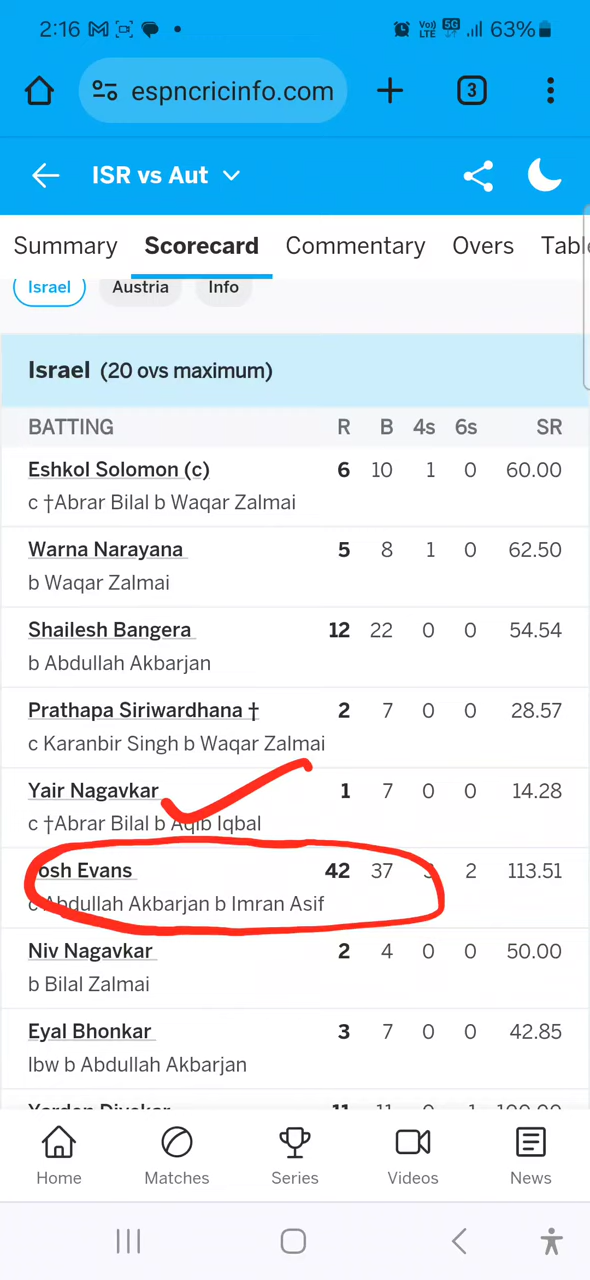 2:16 63%
Vo) LTE 5G
espncricinfo.com 3
ISR vs Aut
Summary Scorecard Commentary Overs
Israel Austria Info
Israel (20 ovs maximum)
BATTING R B 4s 6s SR
Eshkol Solomon (c) 6 10 1 0 60.00
c †Abrar Bilal b Waqar Zalmai
Warna Narayana 5 8 1 0 62.50
b Waqar Zalmai
Shailesh Bangera 12 22 0 0 54.54
b Abdullah Akbarjan
Prathapa Siriwardhana † 2 7 0 0 28.57
c Karanbir Singh b Waqar Zalmai
Yair Nagavkar 1 7 0 0 14.28
c †Abrar Bilal b Aqib Iqbal
osh Evans 42 37 2 113.51
c Abdullah Akbarjan b Imran Asif
Niv Nagavkar 2 4 0 0 50.00
b Bilal Zalmai
Eyal Bhonkar 3 7 0 0 42.85
lbw b Abdullah Akbarjan
Home Matches Series Videos News